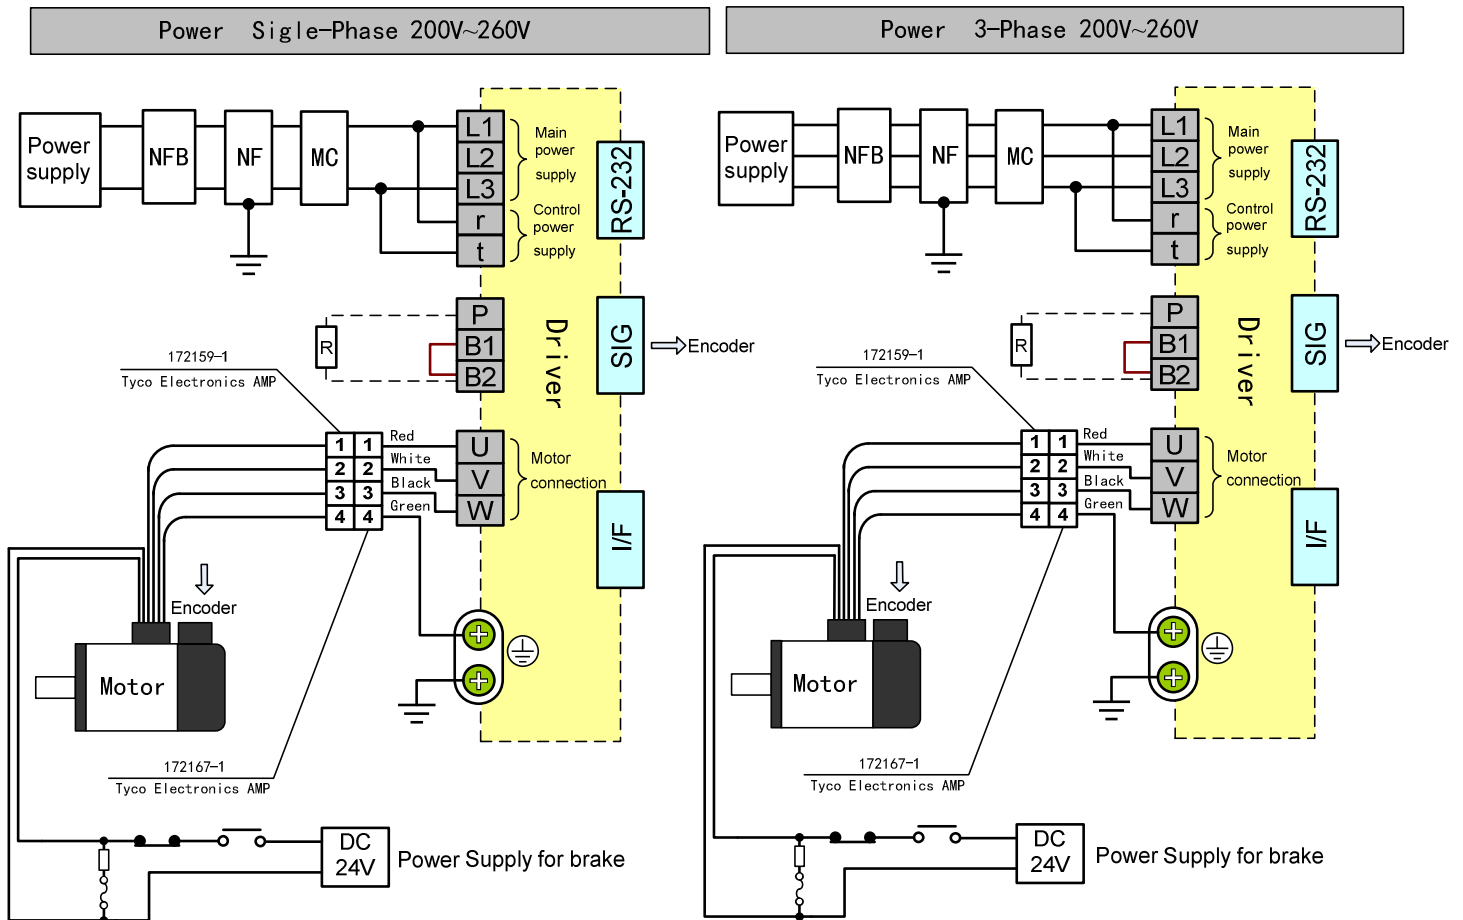 Power Sigle-Phase 200V~260V
Power supply
NFB
NF
MC
L1
L2
L3
r
t
Main
power
supply
Control
power
supply
RS-232
P
B1
B2
R
Driver
SIG
Encoder
172159-1
Tyco Electronics AMP
1 1
2 2
3 3
4 4
Red
White
Black
Green
U
V
W
Motor
connection
I/F
Encoder
Motor
172167-1
Tyco Electronics AMP
DC
24V
Power Supply for brake
Power 3-Phase 200V~260V
Power
supply
NFB
NF
MC
L1
L2
L3
r
t
Main
power
supply
Control
power
supply
RS-232
P
B1
B2
R
Driver
SIG
Encoder
172159-1
Tyco Electronics AMP
1 1
2 2
3 3
4 4
Red
White
Black
Green
U
V
W
Motor
connection
I/F
Encoder
Motor
172167-1
Tyco Electronics AMP
DC
24V
Power Supply for brake